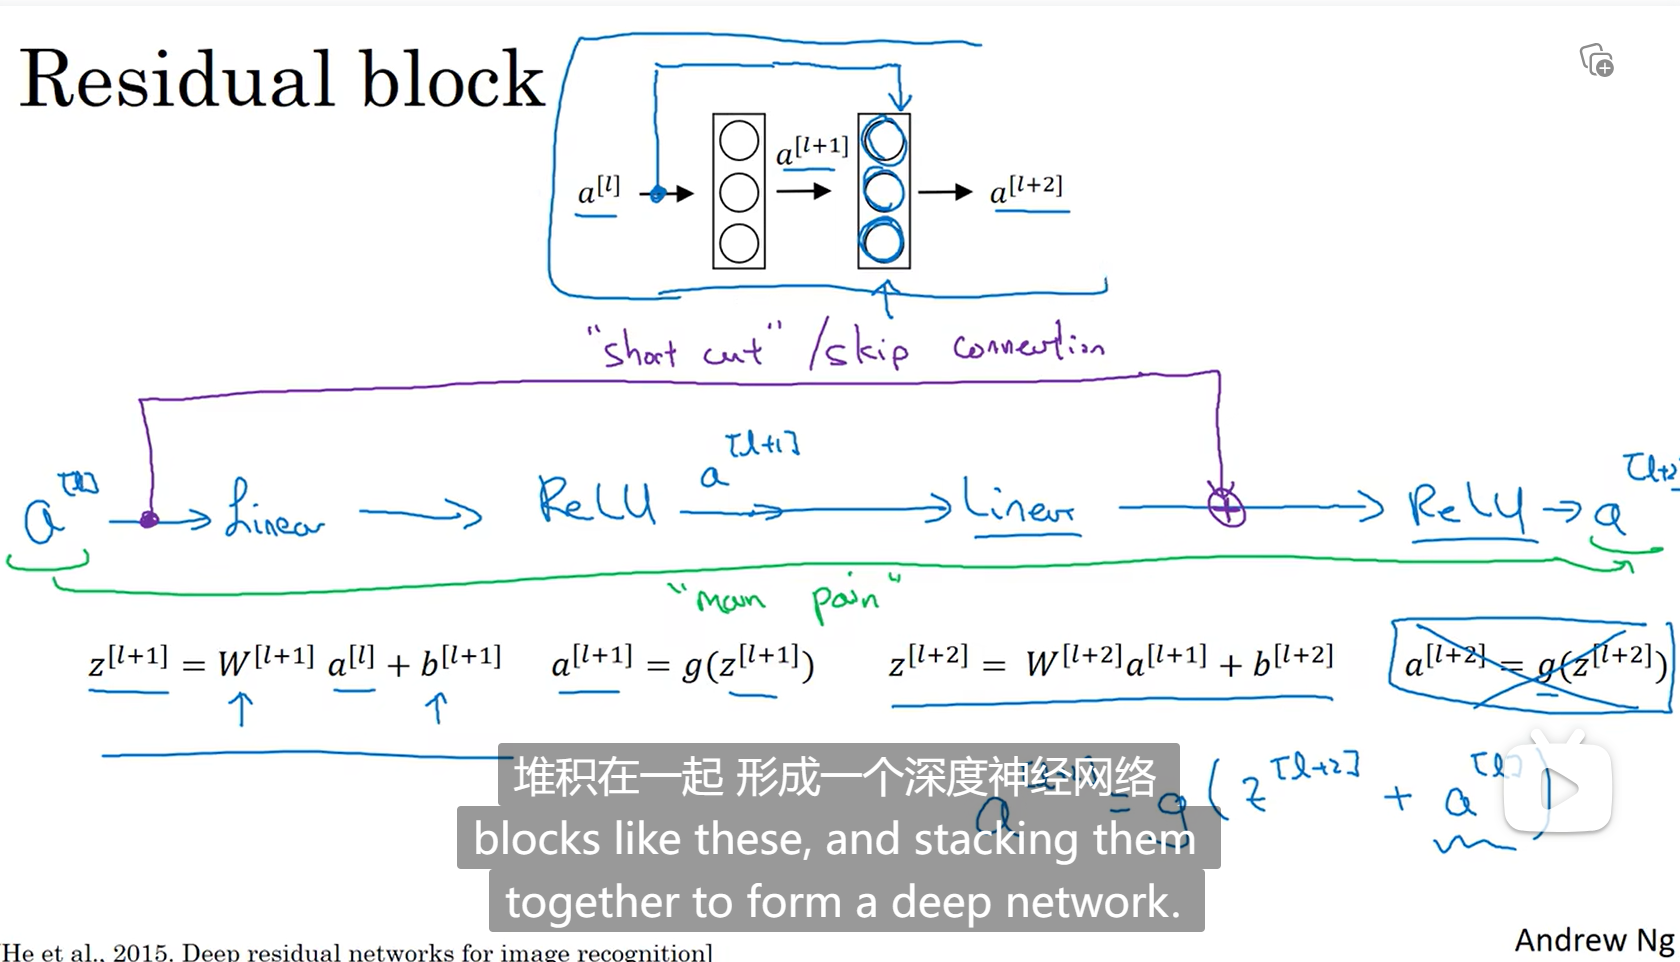 Residual block
a^[l]
a^[l+1]
a^[l+2]
"short cut" / skip connection
a^[l] → Linear → ReLU a^[l+1] → Linear ⊕ → ReLU → a^[l+2]
"main path"
z^[l+1] = W^[l+1] a^[l] + b^[l+1]
a^[l+1] = g(z^[l+1])
z^[l+2] = W^[l+2] a^[l+1] + b^[l+2]
a^[l+2] = g(z^[l+2])
a = g(z^[l+2] + a^[l])
堆积在一起 形成一个深度神经网络
blocks like these, and stacking them
together to form a deep network.
[He et al., 2015. Deep residual networks for image recognition]
Andrew Ng